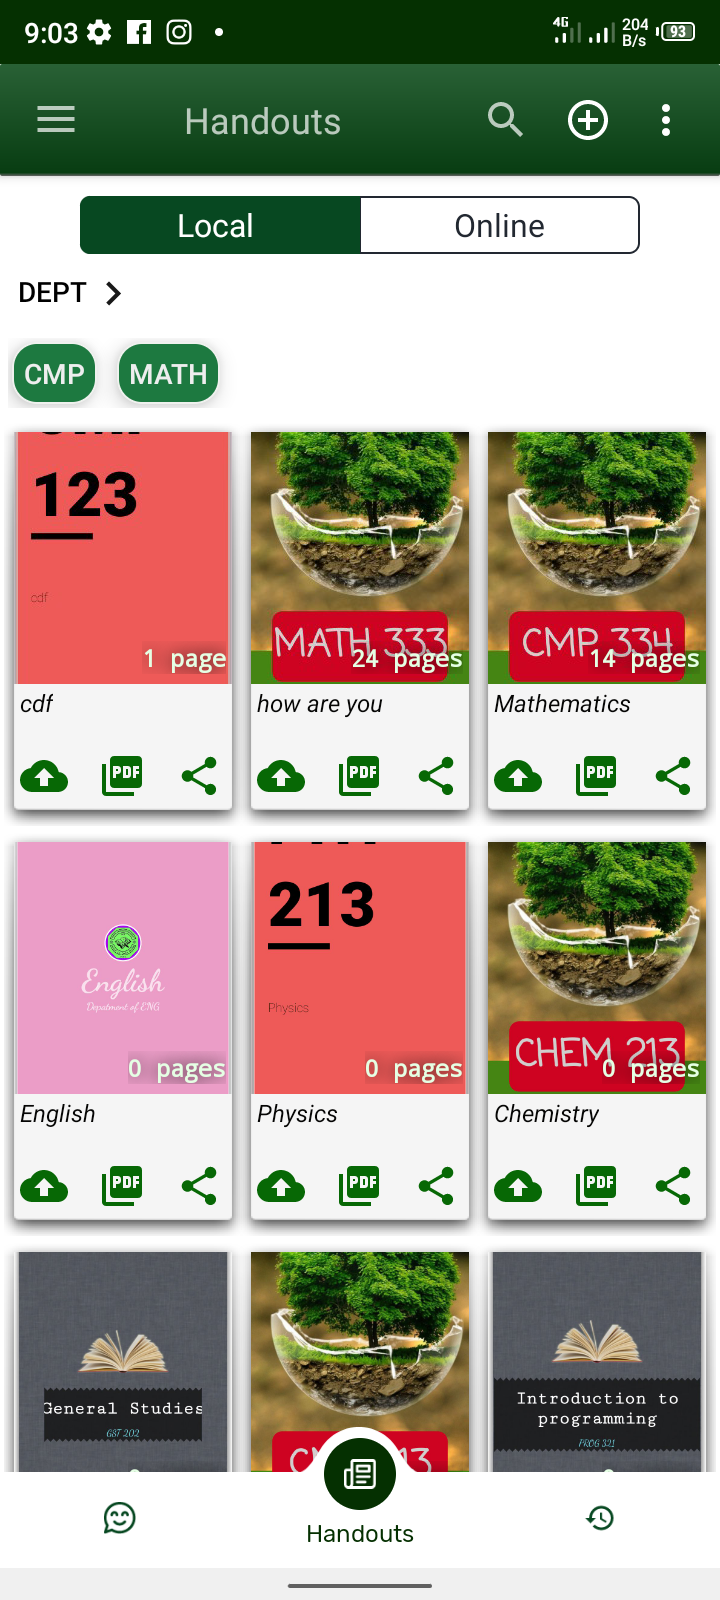 9:03
4G
204
B/s
93
Handouts
Local
Online
DEPT
CMP
MATH
123
cdf
1 page
MATH 333
24 pages
CMP 334
14 pages
cdf
how are you
Mathematics
PDF
PDF
PDF
English
Depatment of ENG
0 pages
213
Physics
0 pages
CHEM 213
0 pages
English
Physics
Chemistry
PDF
PDF
PDF
General Studies
GST 202
Introduction to
programming
PROG 321
Handouts